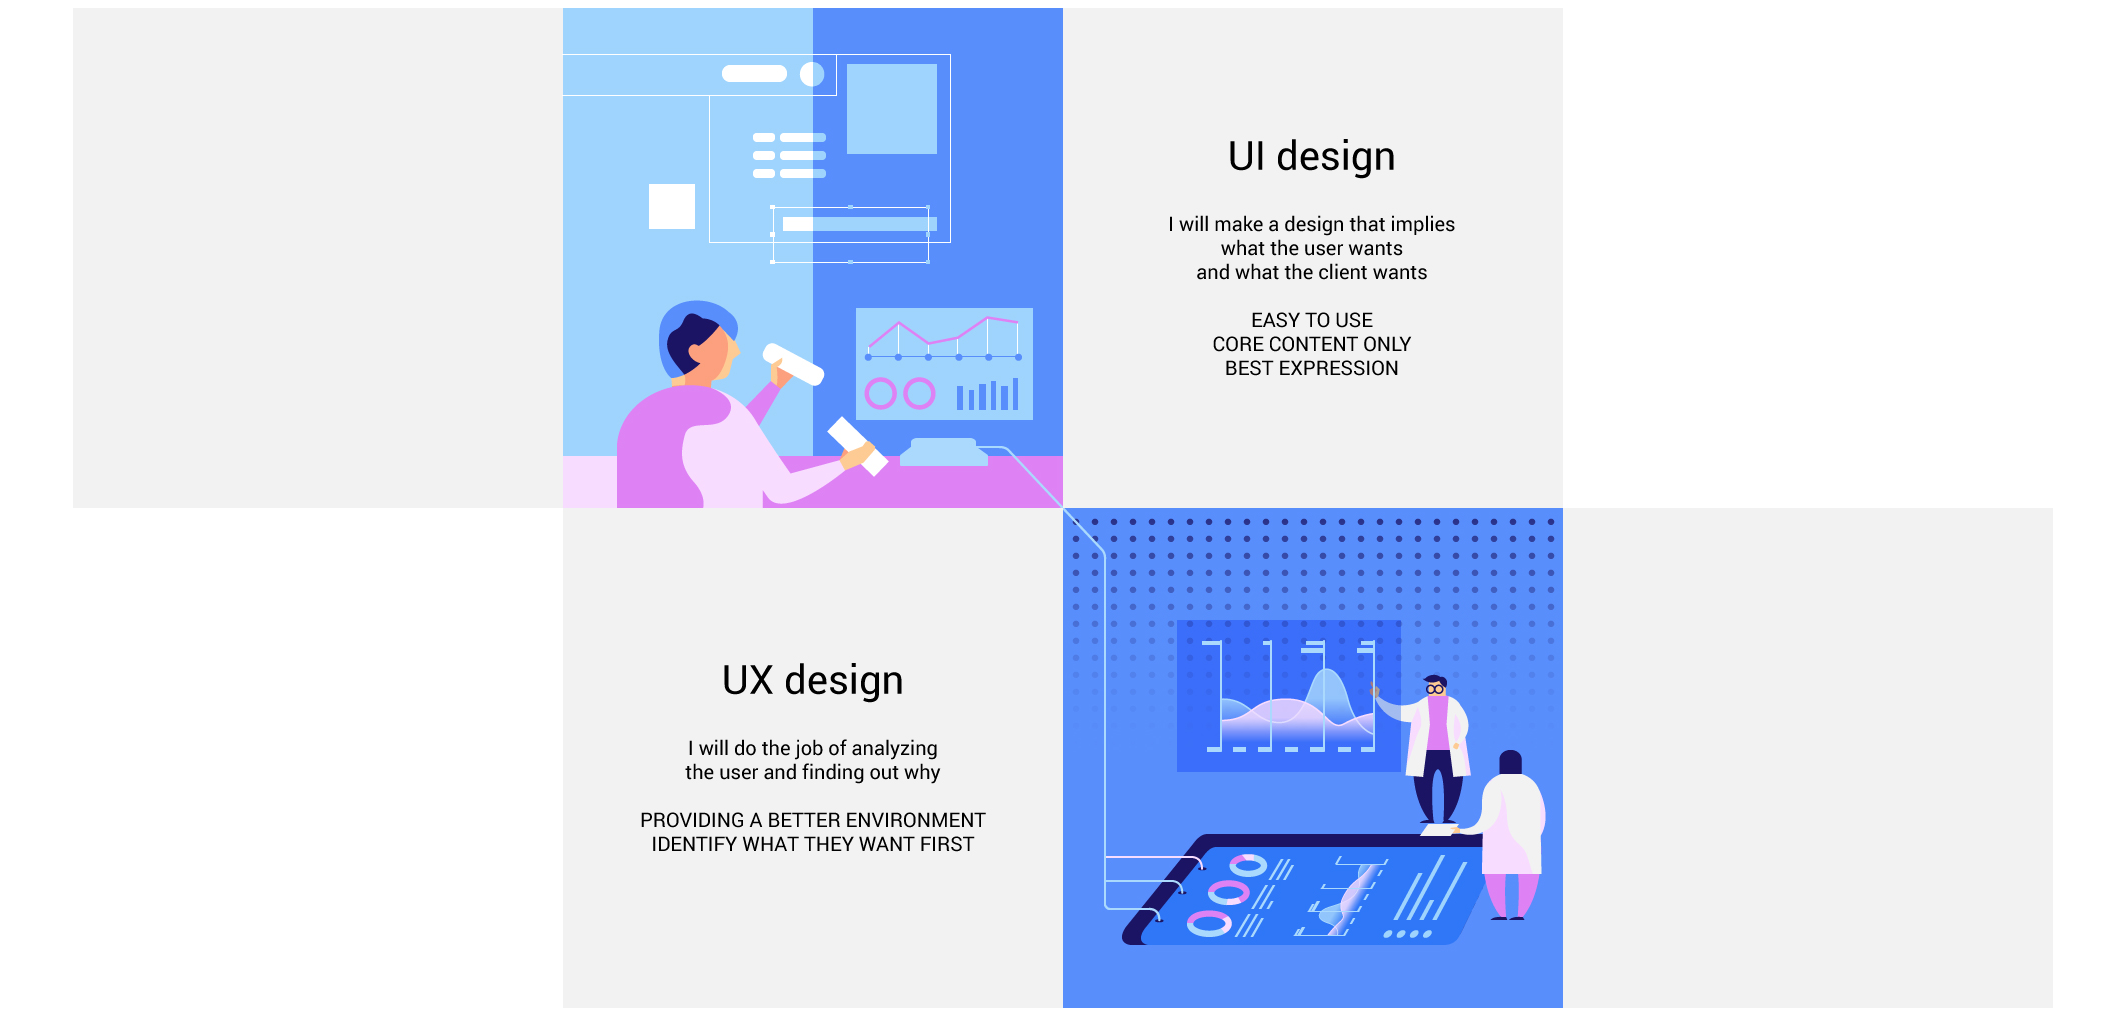 UI design
I will make a design that implies
what the user wants
and what the client wants
EASY TO USE
CORE CONTENT ONLY
BEST EXPRESSION
UX design
I will do the job of analyzing
the user and finding out why
PROVIDING A BETTER ENVIRONMENT
IDENTIFY WHAT THEY WANT FIRST